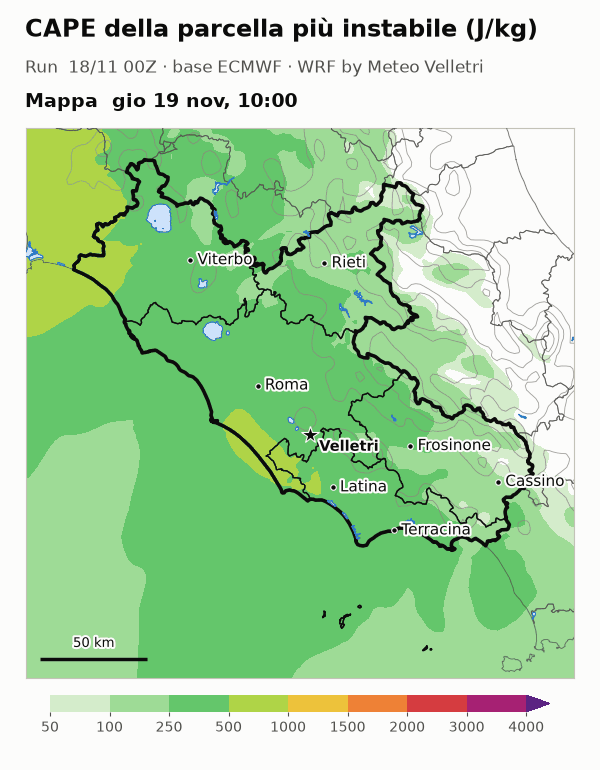 CAPE della parcella più instabile (J/kg)
Run  18/11 00Z · base ECMWF · WRF by Meteo Velletri
Mappa  gio 19 nov, 10:00
Viterbo
Rieti
Roma
Velletri
Frosinone
Latina
Cassino
Terracina
50 km
50 100 250 500 1000 1500 2000 3000 4000